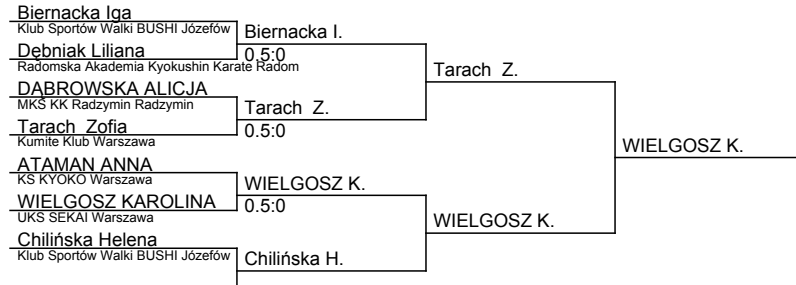 Biernacka Iga
Klub Sportów Walki BUSHI Józefów
Biernacka I.
Dębniak Liliana
0.5:0
Radomska Akademia Kyokushin Karate Radom
Tarach  Z.
DĄBROWSKA ALICJA
MKS KK Radzymin Radzymin
Tarach  Z.
Tarach  Zofia
0.5:0
Kumite Klub Warszawa
WIELGOSZ K.
ATAMAN ANNA
KS KYOKO Warszawa
WIELGOSZ K.
WIELGOSZ KAROLINA
0.5:0
UKS SEKAI Warszawa
WIELGOSZ K.
Chilińska Helena
Klub Sportów Walki BUSHI Józefów
Chilińska H.